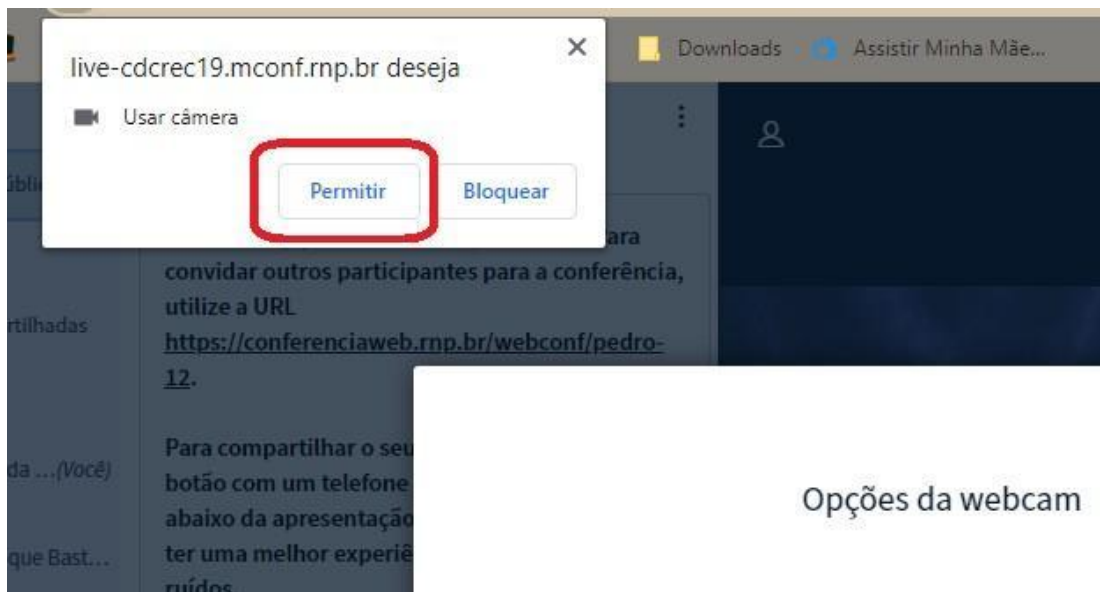 Downloads
Assistir Minha Mãe...
live-cdcrec19.mconf.rnp.br deseja
Usar câmera
Permitir
Bloquear
convidar outros participantes para a conferência,
utilize a URL
https://conferenciaweb.rnp.br/webconf/pedro-
12.
rtilhadas
Para compartilhar o seu
botão com um telefone
abaixo da apresentação
ter uma melhor experiê
ruídos
da ...(Você)
que Bast...
Opções da webcam